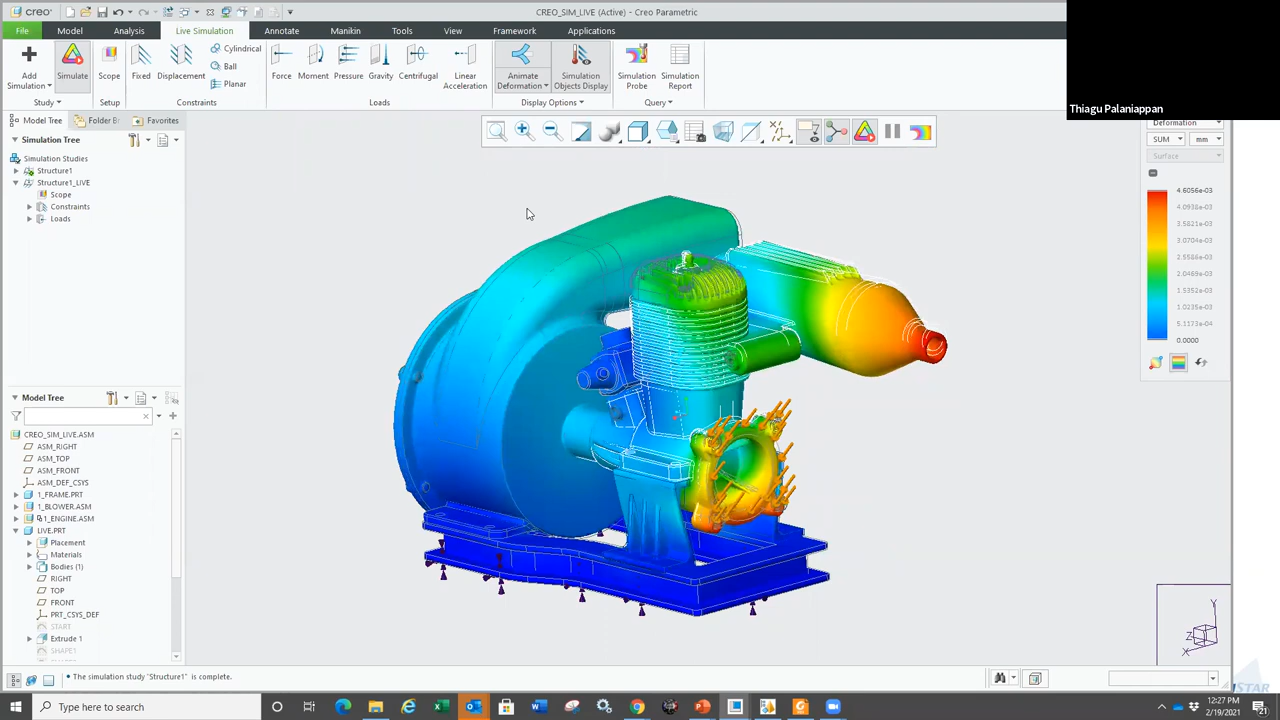 creo
CREO_SIM_LIVE (Active) - Creo Parametric
File Model Analysis Live Simulation Annotate Manikin Tools View Framework Applications
Add Simulation
Simulate
Scope
Fixed
Displacement
Cylindrical
Ball
Planar
Force
Moment
Pressure
Gravity
Centrifugal
Linear Acceleration
Animate Deformation
Simulation Objects Display
Simulation Probe
Simulation Report
Study Setup Constraints Loads Display Options Query
Thiagu Palaniappan
Model Tree Folder B: Favorites
Simulation Tree
Simulation Studies
Structure1
Structure1_LIVE
Scope
Constraints
Loads
Model Tree
CREO_SIM_LIVE.ASM
ASM_RIGHT
ASM_TOP
ASM_FRONT
ASM_DEF_CSYS
1_FRAME.PRT
1_BLOWER.ASM
1_ENGINE.ASM
LIVE.PRT
Placement
Materials
Bodies (1)
RIGHT
TOP
FRONT
PRT_CSYS_DEF
START
Extrude 1
SHAPE1
Deformation
SUM mm
Surface
4.6056e-03
4.0938e-03
3.5821e-03
3.0704e-03
2.5586e-03
2.0469e-03
1.5352e-03
1.0235e-03
5.1173e-04
0.0000
Y
Z
X
• The simulation study 'Structure1' is complete.
Type here to search
12:27 PM
2/19/2021
21